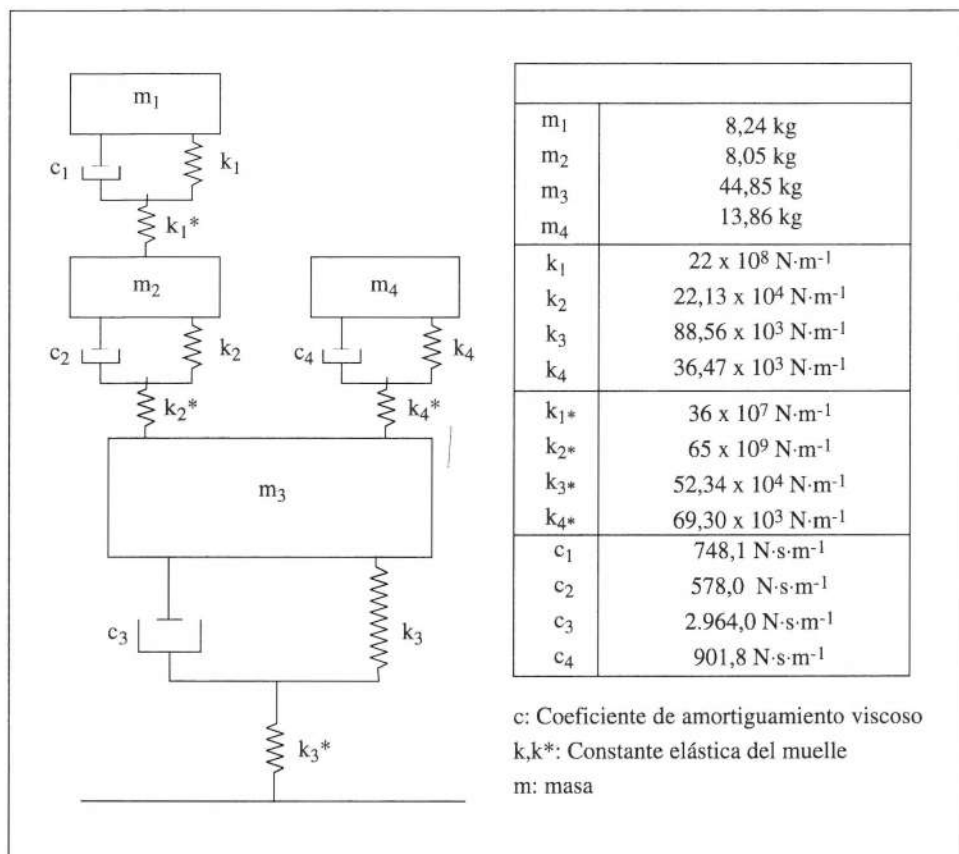 m1
c1
k1
k1*
m2
m4
c2
k2
c4
k4
k2*
k4*
m3
c3
k3
k3*
m1 8,24 kg
m2 8,05 kg
m3 44,85 kg
m4 13,86 kg
k1 22 x 10⁸ N·m⁻¹
k2 22,13 x 10⁴ N·m⁻¹
k3 88,56 x 10³ N·m⁻¹
k4 36,47 x 10³ N·m⁻¹
k1* 36 x 10⁷ N·m⁻¹
k2* 65 x 10⁹ N·m⁻¹
k3* 52,34 x 10⁴ N·m⁻¹
k4* 69,30 x 10³ N·m⁻¹
c1 748,1 N·s·m⁻¹
c2 578,0 N·s·m⁻¹
c3 2.964,0 N·s·m⁻¹
c4 901,8 N·s·m⁻¹
c: Coeficiente de amortiguamiento viscoso
k,k*: Constante elástica del muelle
m: masa